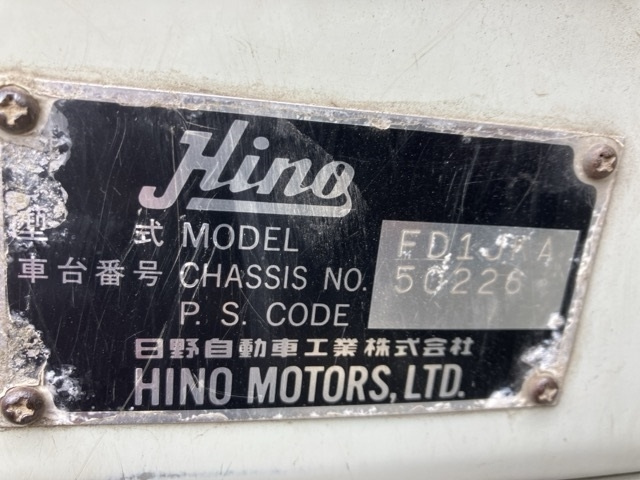 Hino
型式 MODEL
車台番号 CHASSIS NO. 50226
P. S. CODE
日野自動車工業株式会社
HINO MOTORS, LTD.